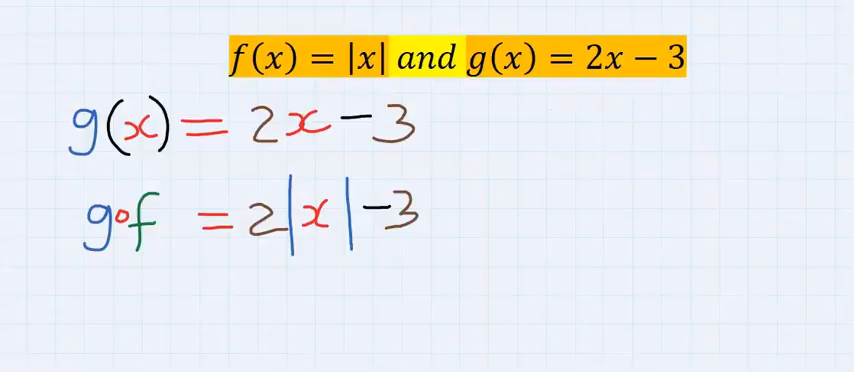 f(x) = |x| and g(x) = 2x − 3
g(x) = 2x − 3
g∘f = 2|x| − 3